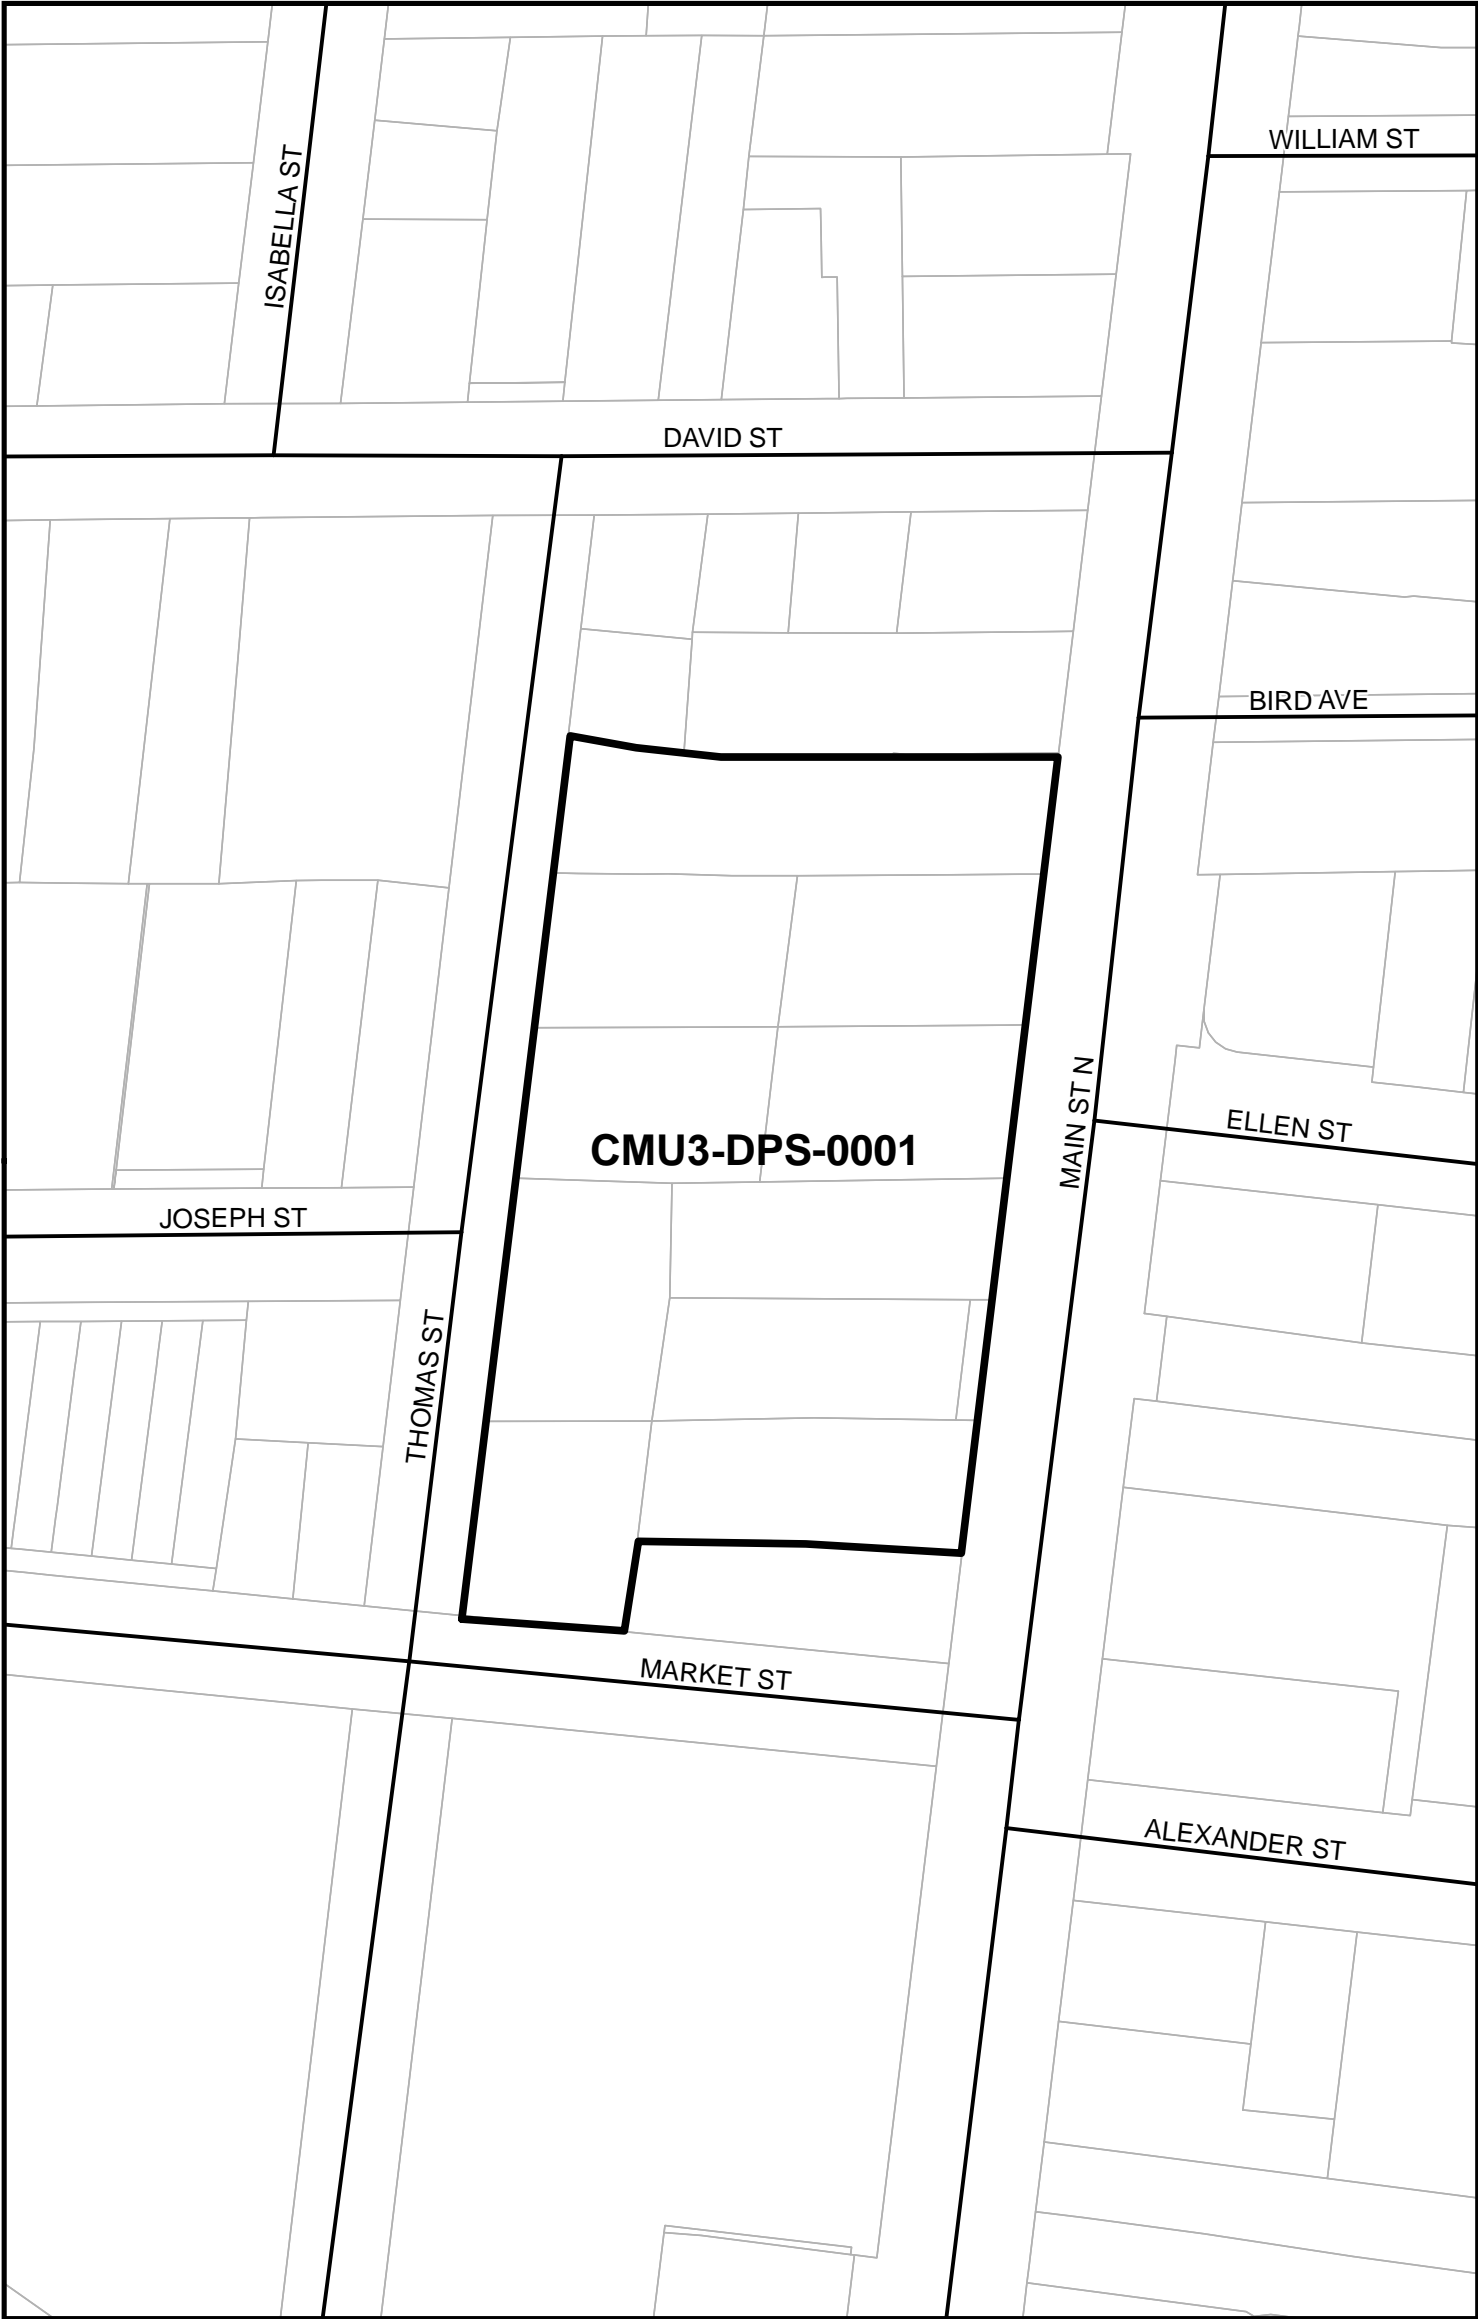 WILLIAM ST
ISABELLA ST
DAVID ST
BIRD AVE
MAIN ST N
ELLEN ST
CMU3-DPS-0001
JOSEPH ST
THOMAS ST
MARKET ST
ALEXANDER ST